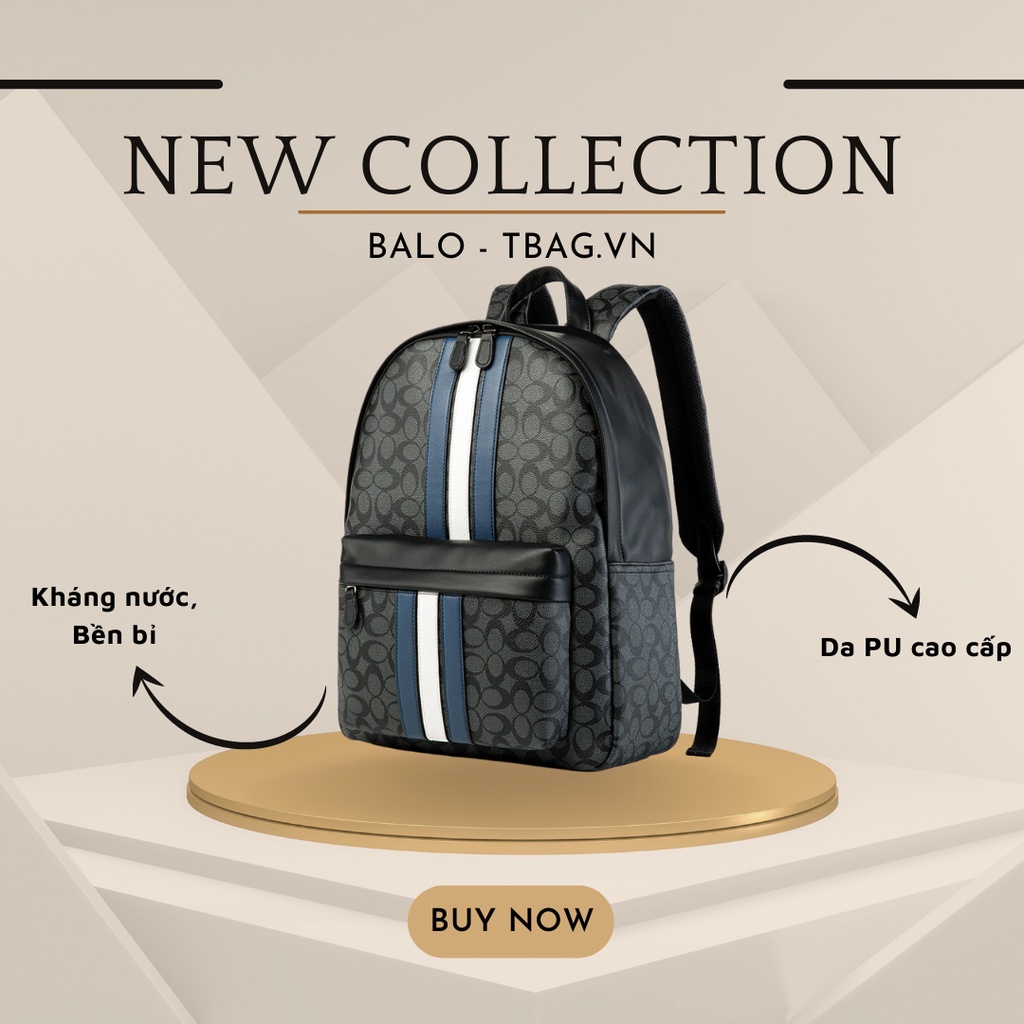 NEW COLLECTION
BALO - TBAG.VN
Kháng nước,
Bền bỉ
Da PU cao cấp
BUY NOW